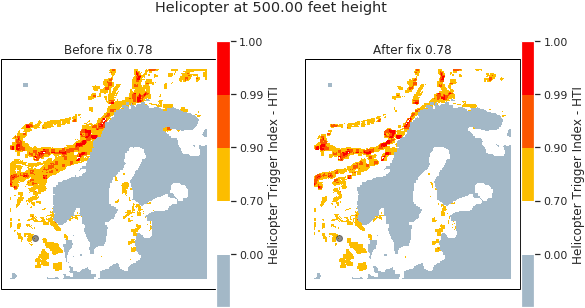 Helicopter at 500.00 feet height
Before fix 0.78
1.00
0.99
0.90
0.70
0.00
Helicopter Trigger Index - HTI
After fix 0.78
1.00
0.99
0.90
0.70
0.00
Helicopter Trigger Index - HTI